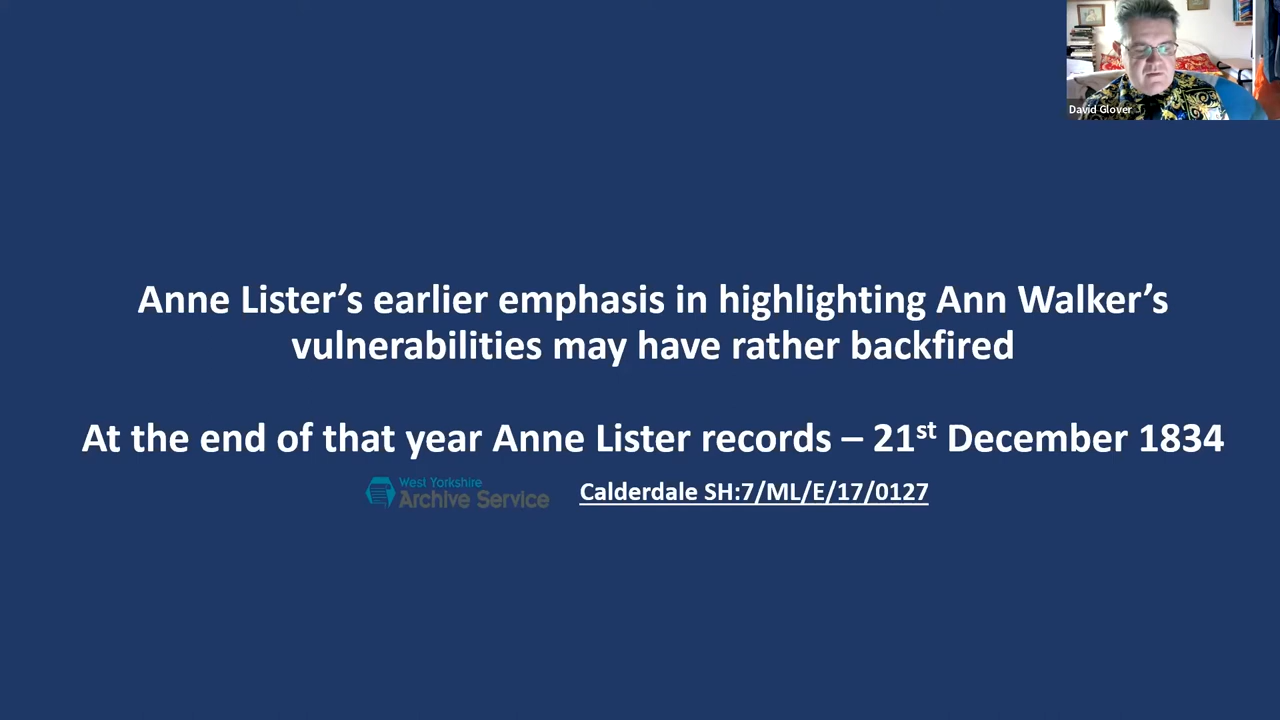 David Glover
Anne Lister’s earlier emphasis in highlighting Ann Walker’s
vulnerabilities may have rather backfired
At the end of that year Anne Lister records – 21st December 1834
West Yorkshire
Archive Service
Calderdale SH:7/ML/E/17/0127